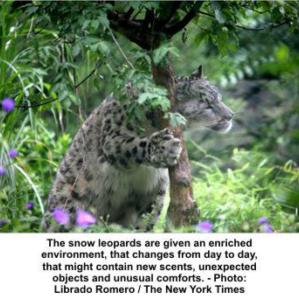 The snow leopards are given an enriched
environment, that changes from day to day,
that might contain new scents, unexpected
objects and unusual comforts. - Photo:
Librado Romero / The New York Times